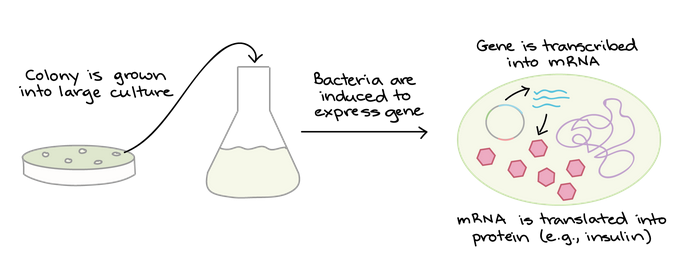 Colony is grown
into large culture
Bacteria are
induced to
express gene
Gene is transcribed
into mRNA
mRNA is translated into
protein (e.g., insulin)